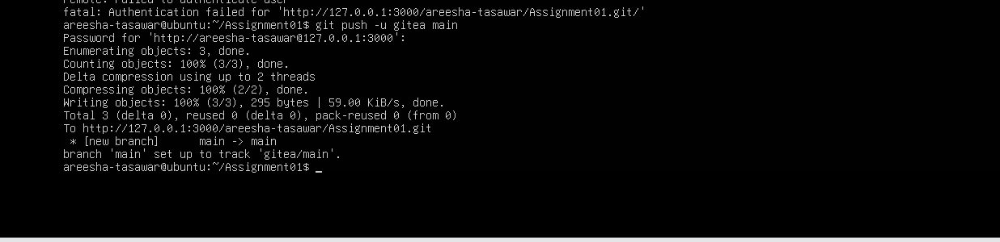 remote: Failed to authenticate user
fatal: Authentication failed for 'http://127.0.0.1:3000/areesha-tasawar/Assignment01.git/'
areesha-tasawar@ubuntu:~/Assignment01$ git push -u gitea main
Password for 'http://areesha-tasawar@127.0.0.1:3000':
Enumerating objects: 3, done.
Counting objects: 100% (3/3), done.
Delta compression using up to 2 threads
Compressing objects: 100% (2/2), done.
Writing objects: 100% (3/3), 295 bytes | 59.00 KiB/s, done.
Total 3 (delta 0), reused 0 (delta 0), pack-reused 0 (from 0)
To http://127.0.0.1:3000/areesha-tasawar/Assignment01.git
 * [new branch]      main -> main
branch 'main' set up to track 'gitea/main'.
areesha-tasawar@ubuntu:~/Assignment01$ _